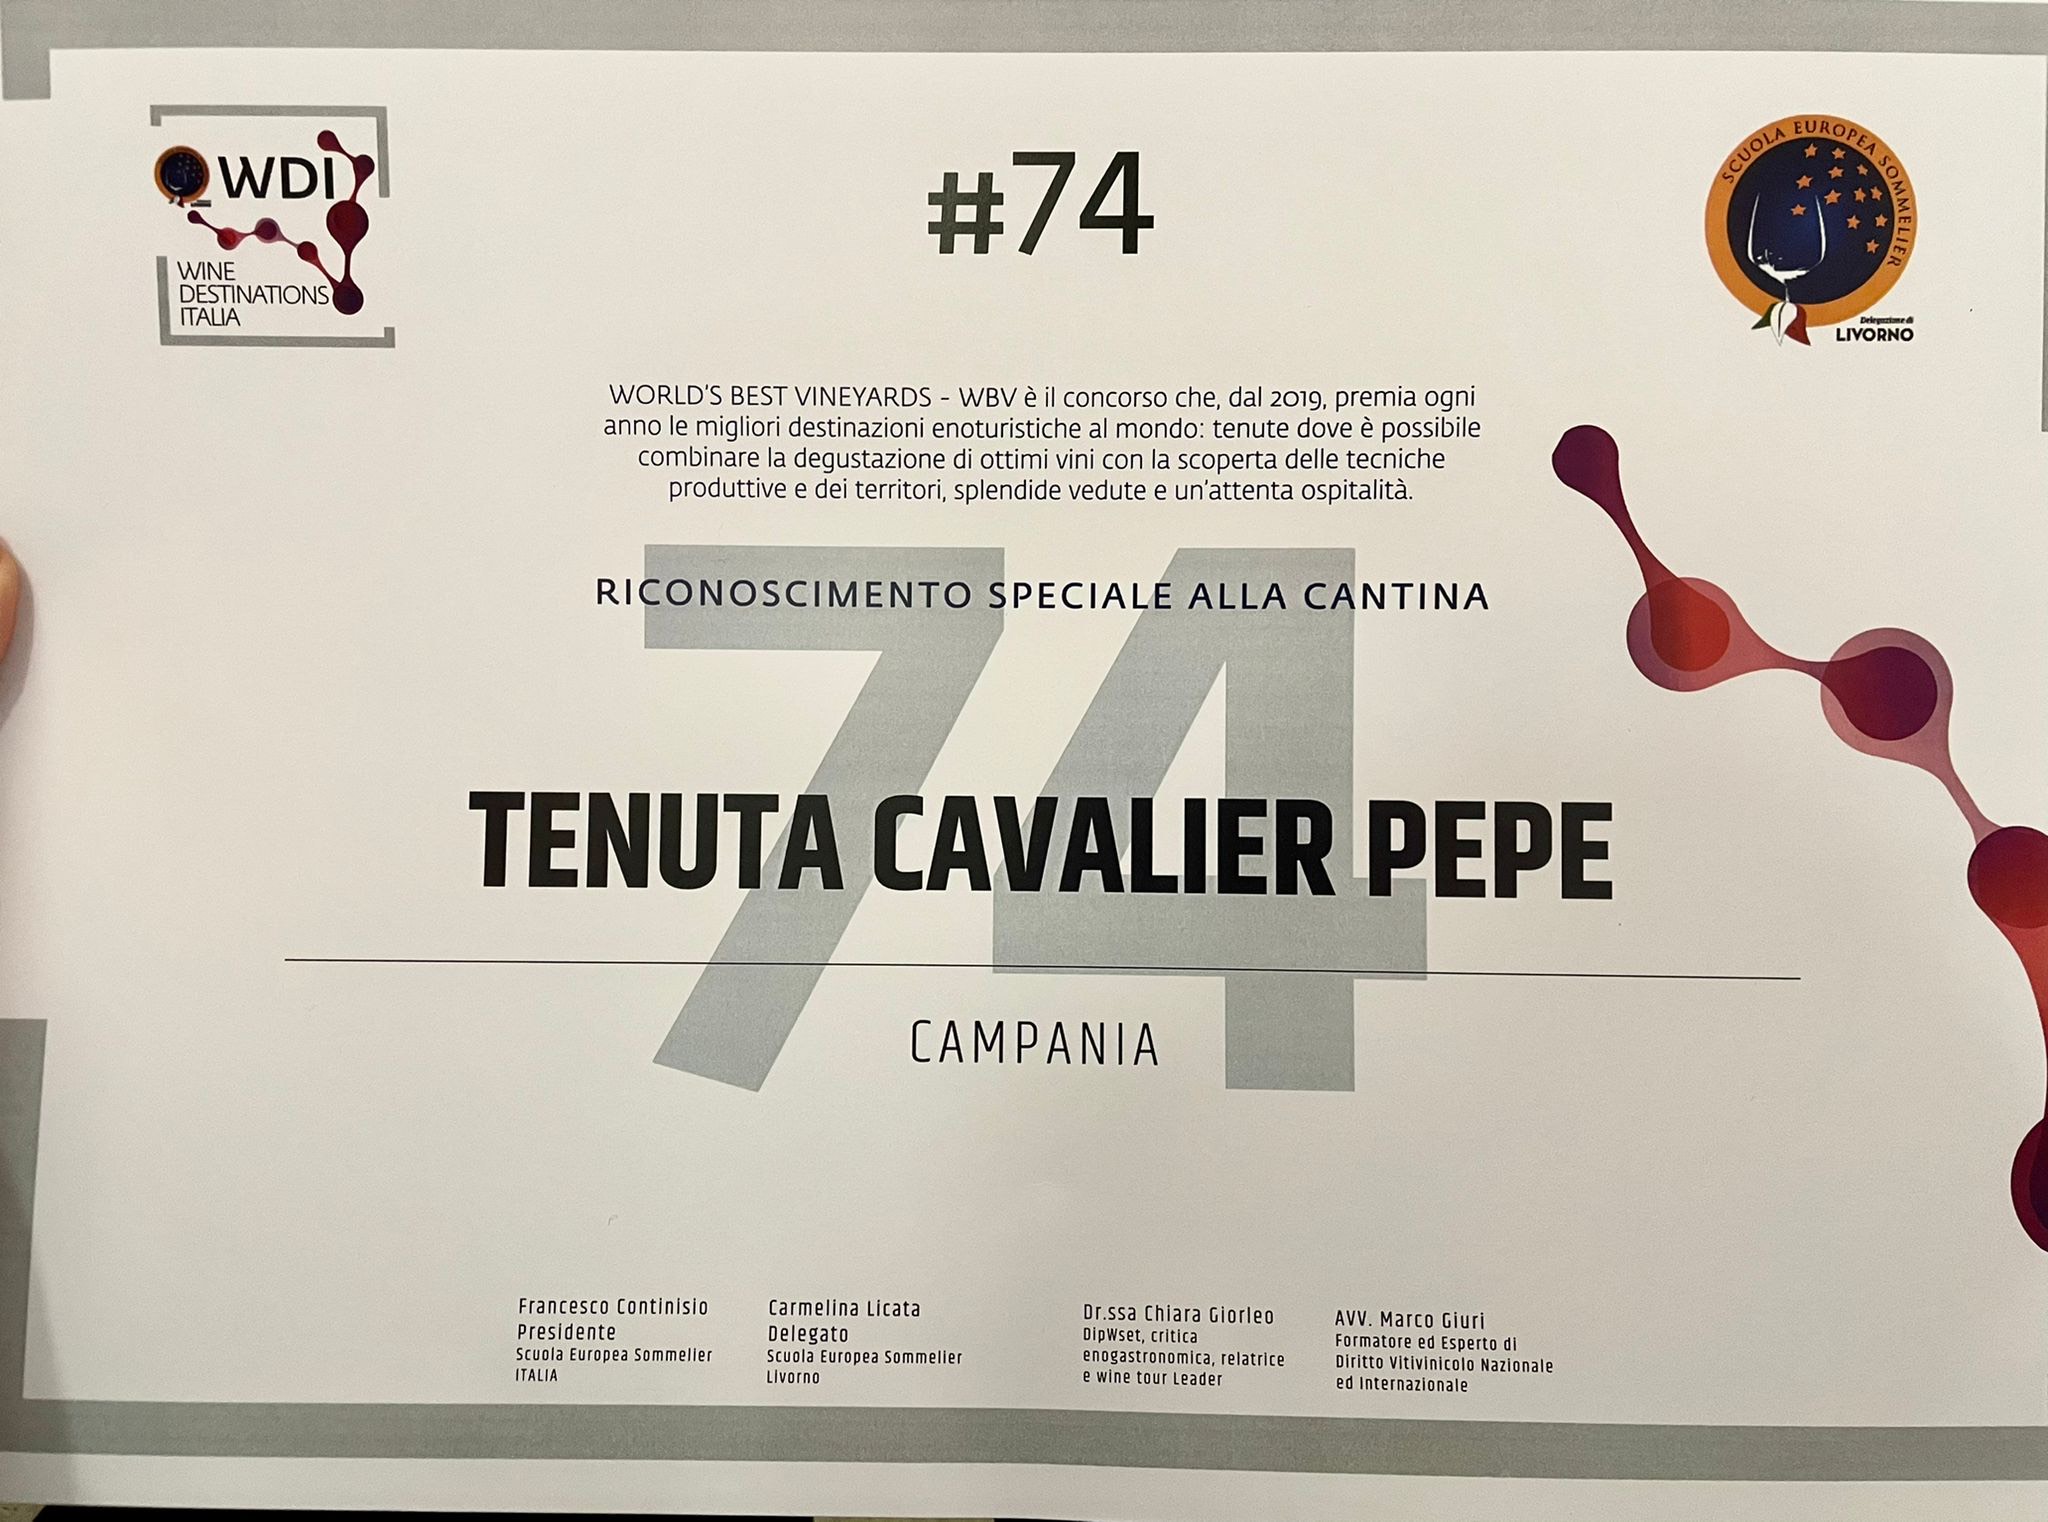 WDI
WINE
DESTINATIONS
ITALIA
#74
SCUOLA EUROPEA SOMMELIER
Delegazione di
LIVORNO
WORLD'S BEST VINEYARDS - WBV è il concorso che, dal 2019, premia ogni
anno le migliori destinazioni enoturistiche al mondo: tenute dove è possibile
combinare la degustazione di ottimi vini con la scoperta delle tecniche
produttive e dei territori, splendide vedute e un'attenta ospitalità.
74
RICONOSCIMENTO SPECIALE ALLA CANTINA
TENUTA CAVALIER PEPE
CAMPANIA
Francesco Continisio
Presidente
Scuola Europea Sommelier
ITALIA
Carmelina Licata
Delegato
Scuola Europea Sommelier
Livorno
Dr.ssa Chiara Giorleo
DipWset, critica
enogastronomica, relatrice
e wine tour Leader
AVV. Marco Giuri
Formatore ed Esperto di
Diritto Vitivinicolo Nazionale
ed Internazionale